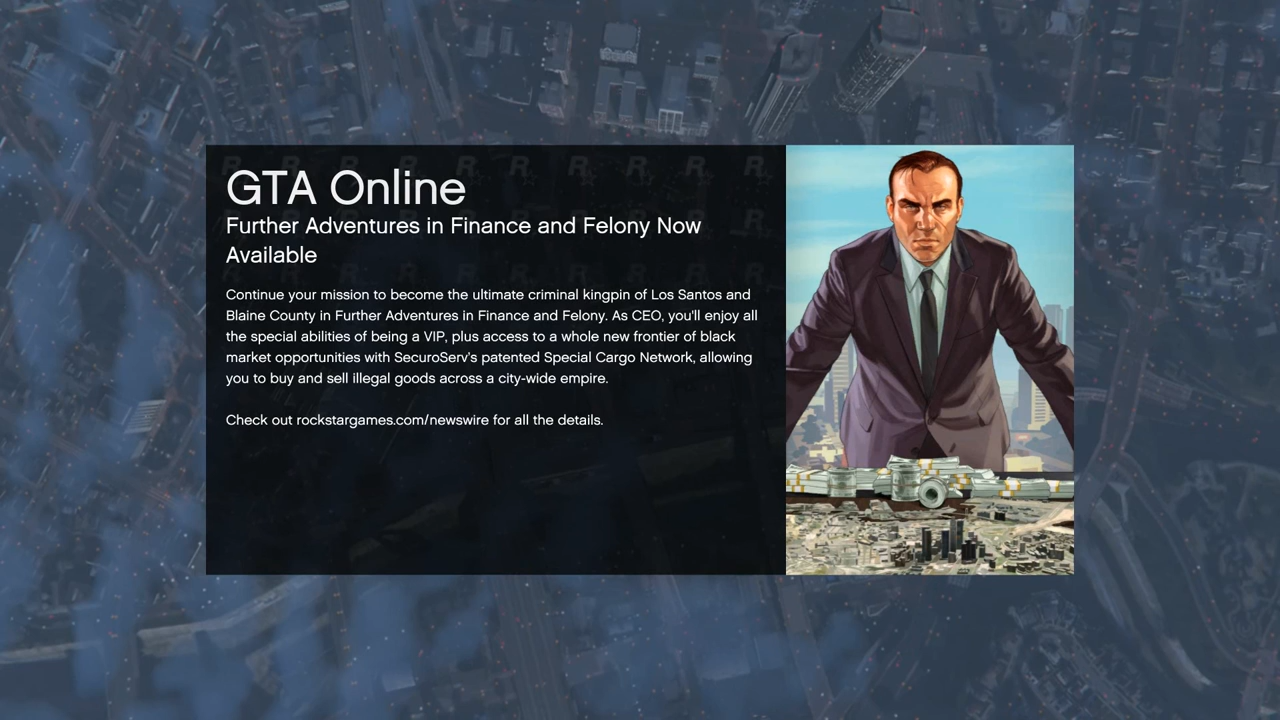 GTA Online
Further Adventures in Finance and Felony Now
Available
Continue your mission to become the ultimate criminal kingpin of Los Santos and
Blaine County in Further Adventures in Finance and Felony. As CEO, you'll enjoy all
the special abilities of being a VIP, plus access to a whole new frontier of black
market opportunities with SecuroServ's patented Special Cargo Network, allowing
you to buy and sell illegal goods across a city-wide empire.
Check out rockstargames.com/newswire for all the details.